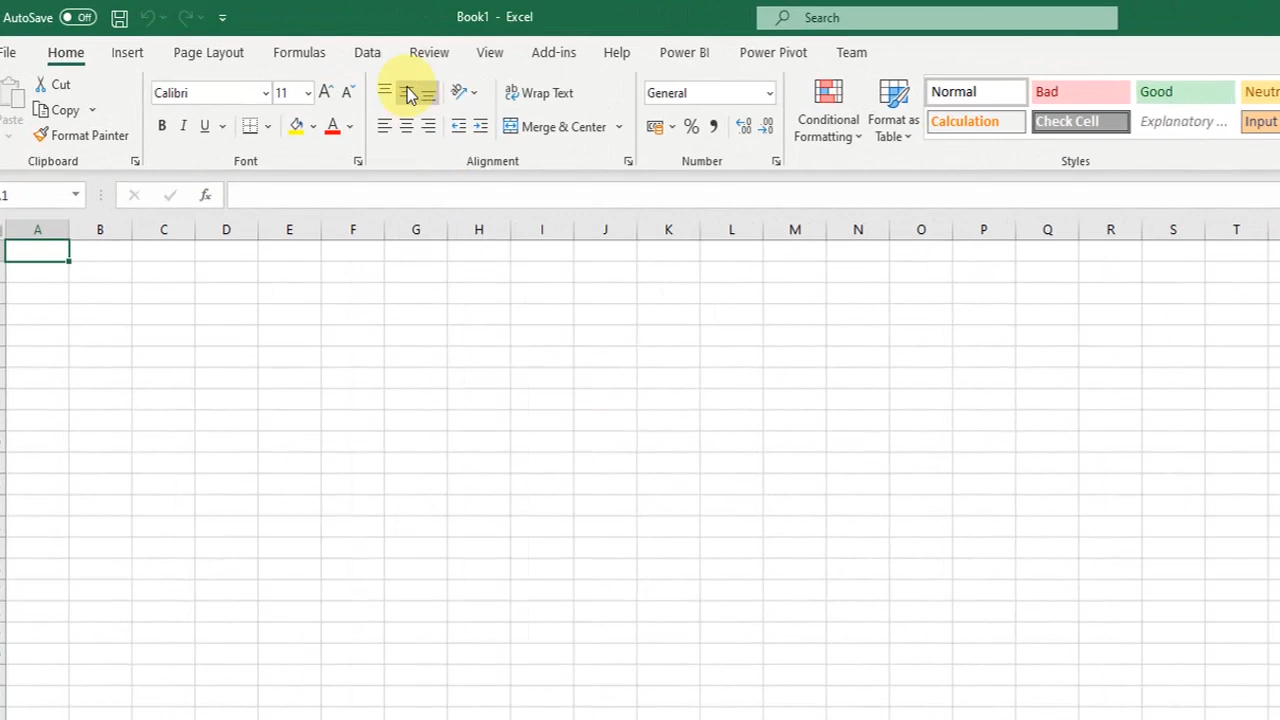 AutoSave Off Book1 - Excel Search
File Home Insert Page Layout Formulas Data Review View Add-ins Help Power BI Power Pivot Team
Cut
Copy
Paste
Format Painter
Clipboard
Calibri 11
B I U
Font
Wrap Text
Merge & Center
Alignment
General
Number
Conditional
Formatting
Format as
Table
Normal Bad Good
Calculation Check Cell Explanatory ... Input
Styles
fx
A B C D E F G H I J K L M N O P Q R S T